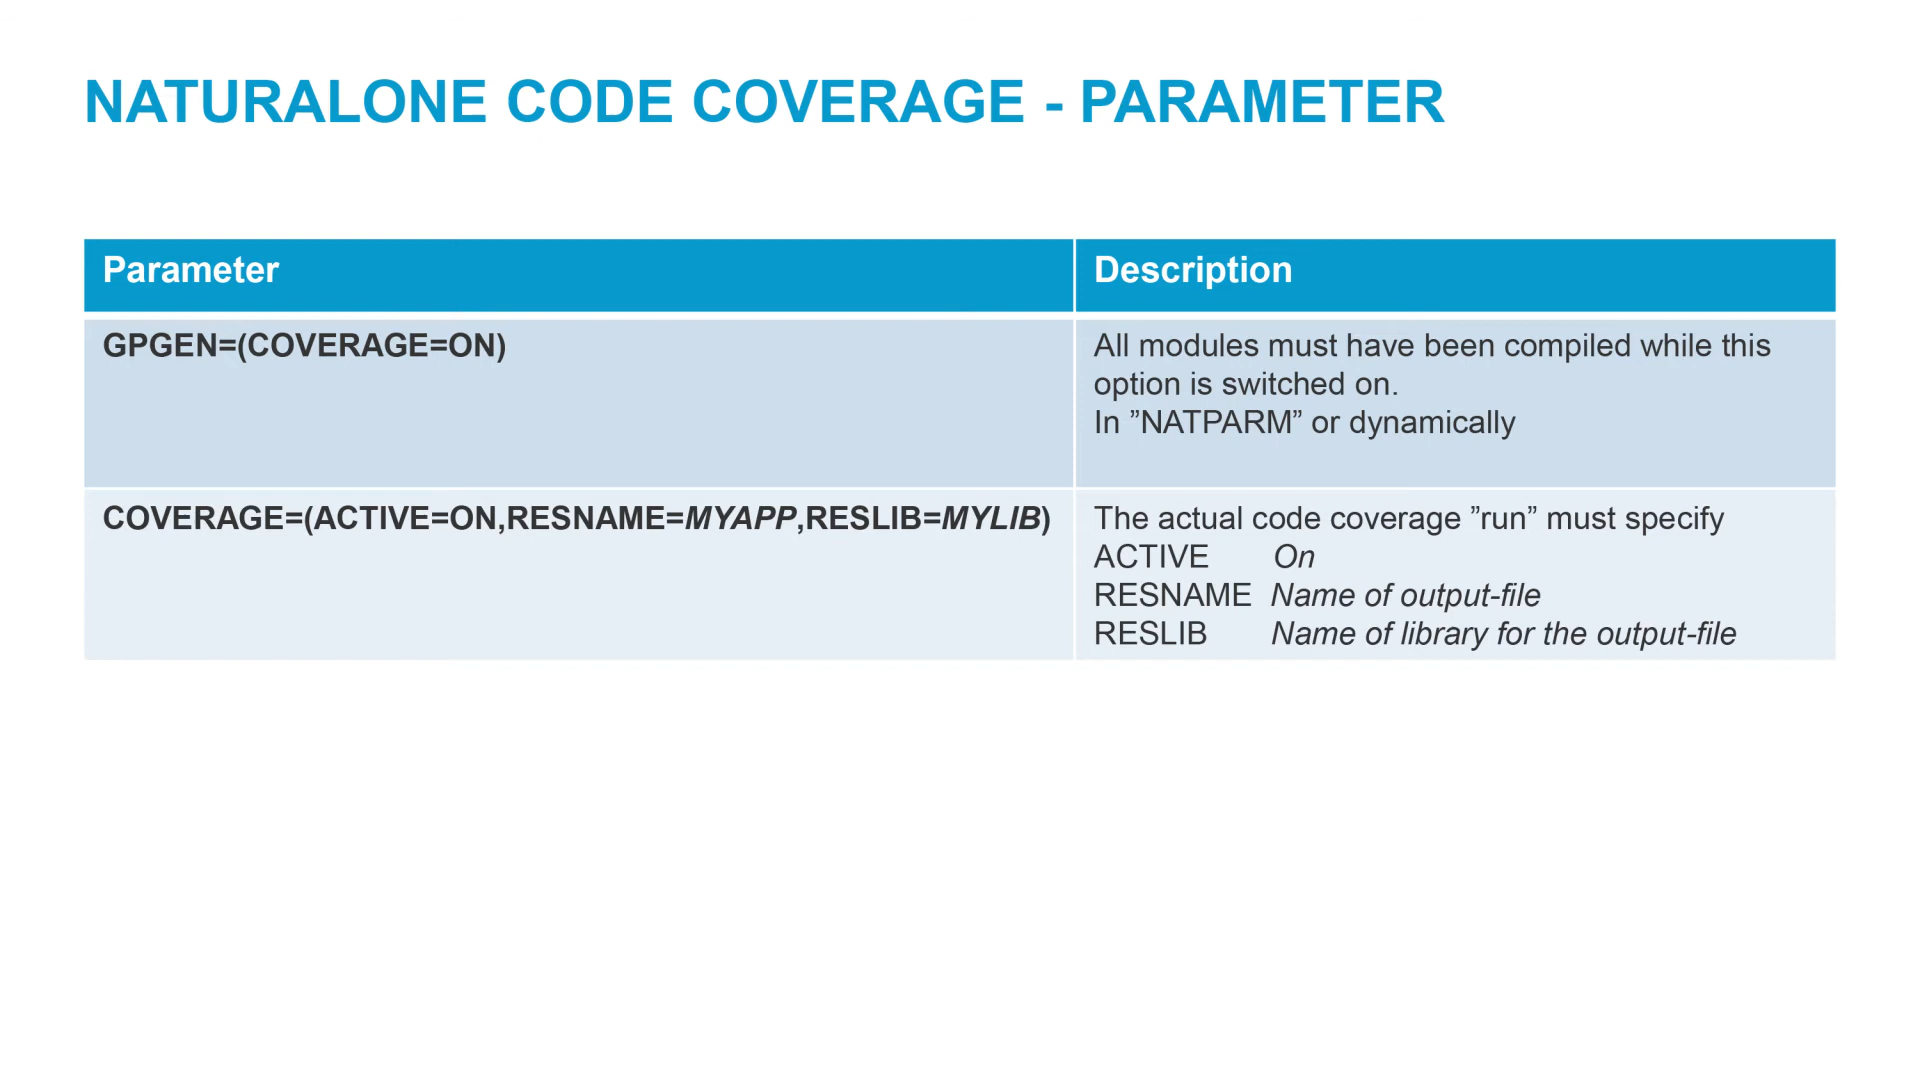 NATURALONE CODE COVERAGE - PARAMETER
Parameter
Description
GPGEN=(COVERAGE=ON)
All modules must have been compiled while this
option is switched on.
In ”NATPARM” or dynamically
COVERAGE=(ACTIVE=ON,RESNAME=MYAPP,RESLIB=MYLIB)
The actual code coverage ”run” must specify
ACTIVE On
RESNAME Name of output-file
RESLIB Name of library for the output-file